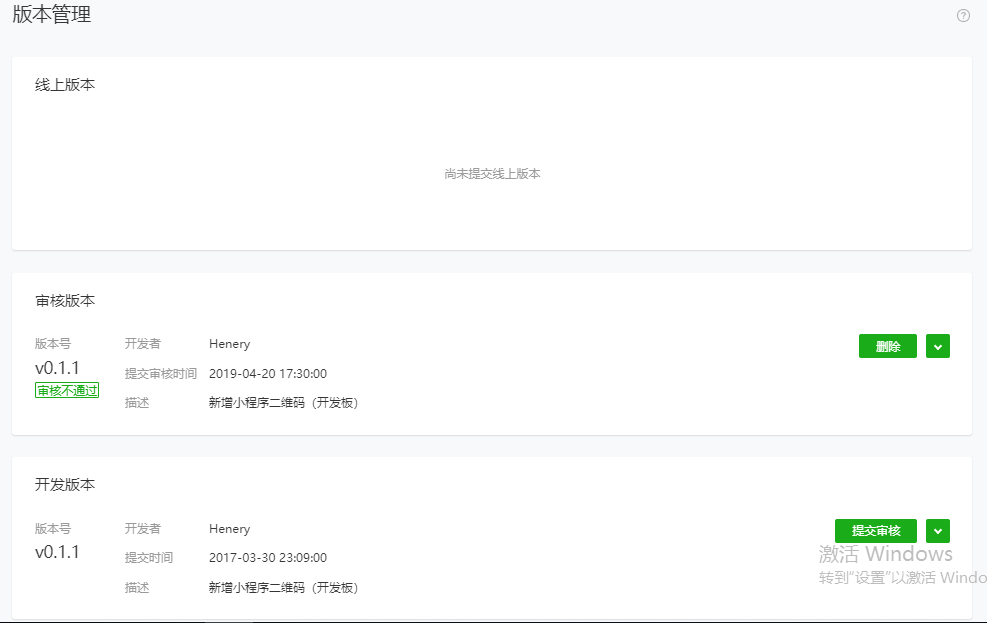 版本管理
?
线上版本
尚未提交线上版本
审核版本
版本号 开发者 Henery 删除
v0.1.1 提交审核时间 2019-04-20 17:30:00
审核不通过
描述 新增小程序二维码（开发板）
开发版本
版本号 开发者 Henery 提交审核
v0.1.1 提交时间 2017-03-30 23:09:00
描述 新增小程序二维码（开发板）
激活 Windows
转到“设置”以激活 Windo